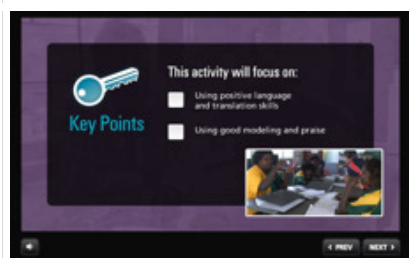 This activity will focus on:
Using positive language
and translation skills
Key Points
Using good modeling and praise
PREV
NEXT